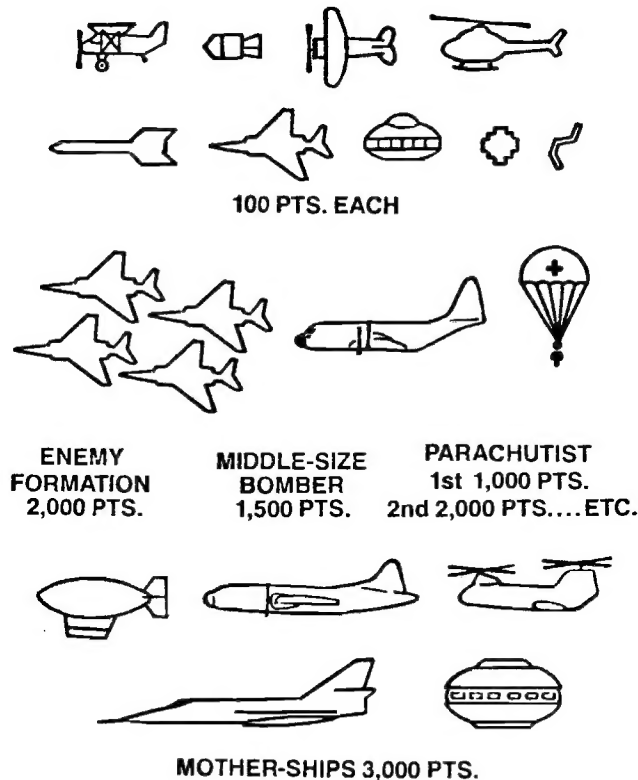 100 PTS. EACH
ENEMY
FORMATION
2,000 PTS.
MIDDLE-SIZE
BOMBER
1,500 PTS.
PARACHUTIST
1st 1,000 PTS.
2nd 2,000 PTS....ETC.
MOTHER-SHIPS 3,000 PTS.